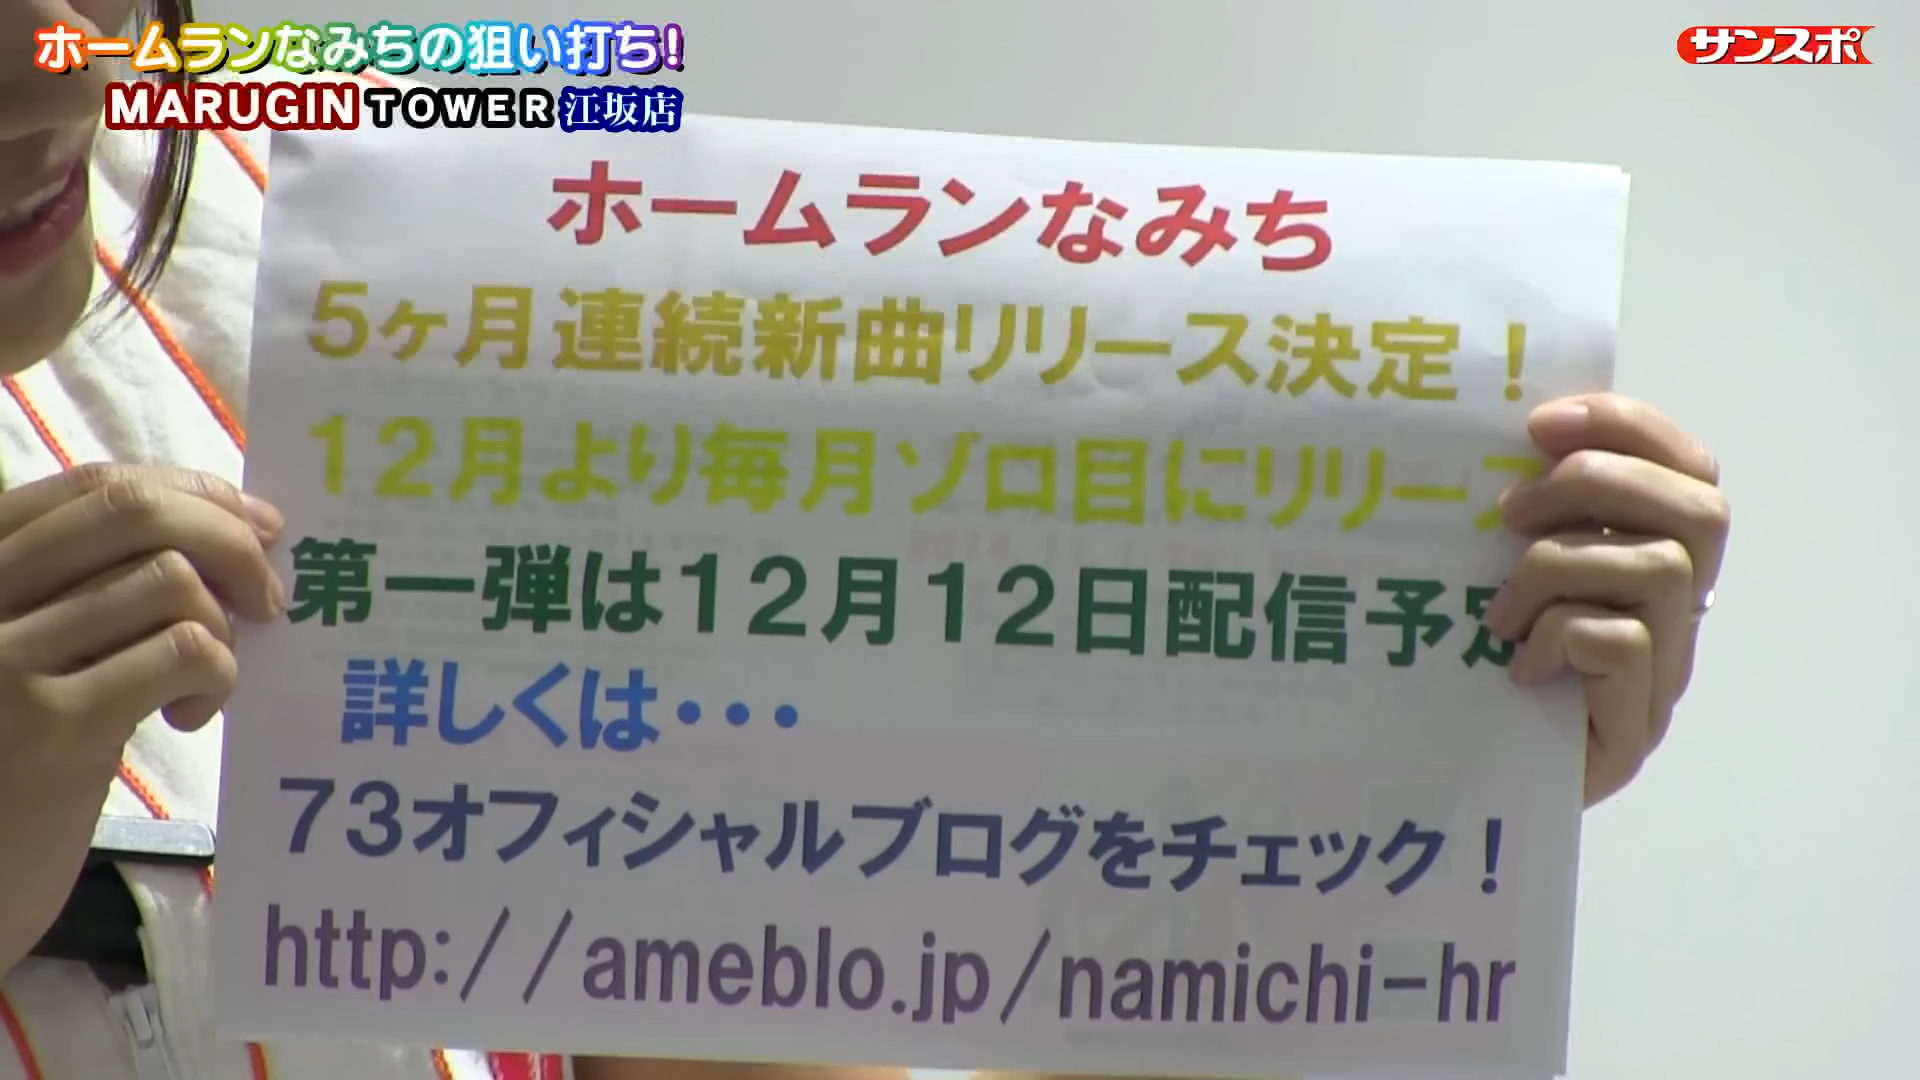 ホームランなみちの狙い打ち!
MARUGIN TOWER 江坂店
サンスポ
ホームランなみち
5ヶ月連続新曲リリース決定！
12月より毎月ゾロ目にリリース
第一弾は12月12日配信予定
詳しくは・・・
73オフィシャルブログをチェック！
http://ameblo.jp/namichi-hr